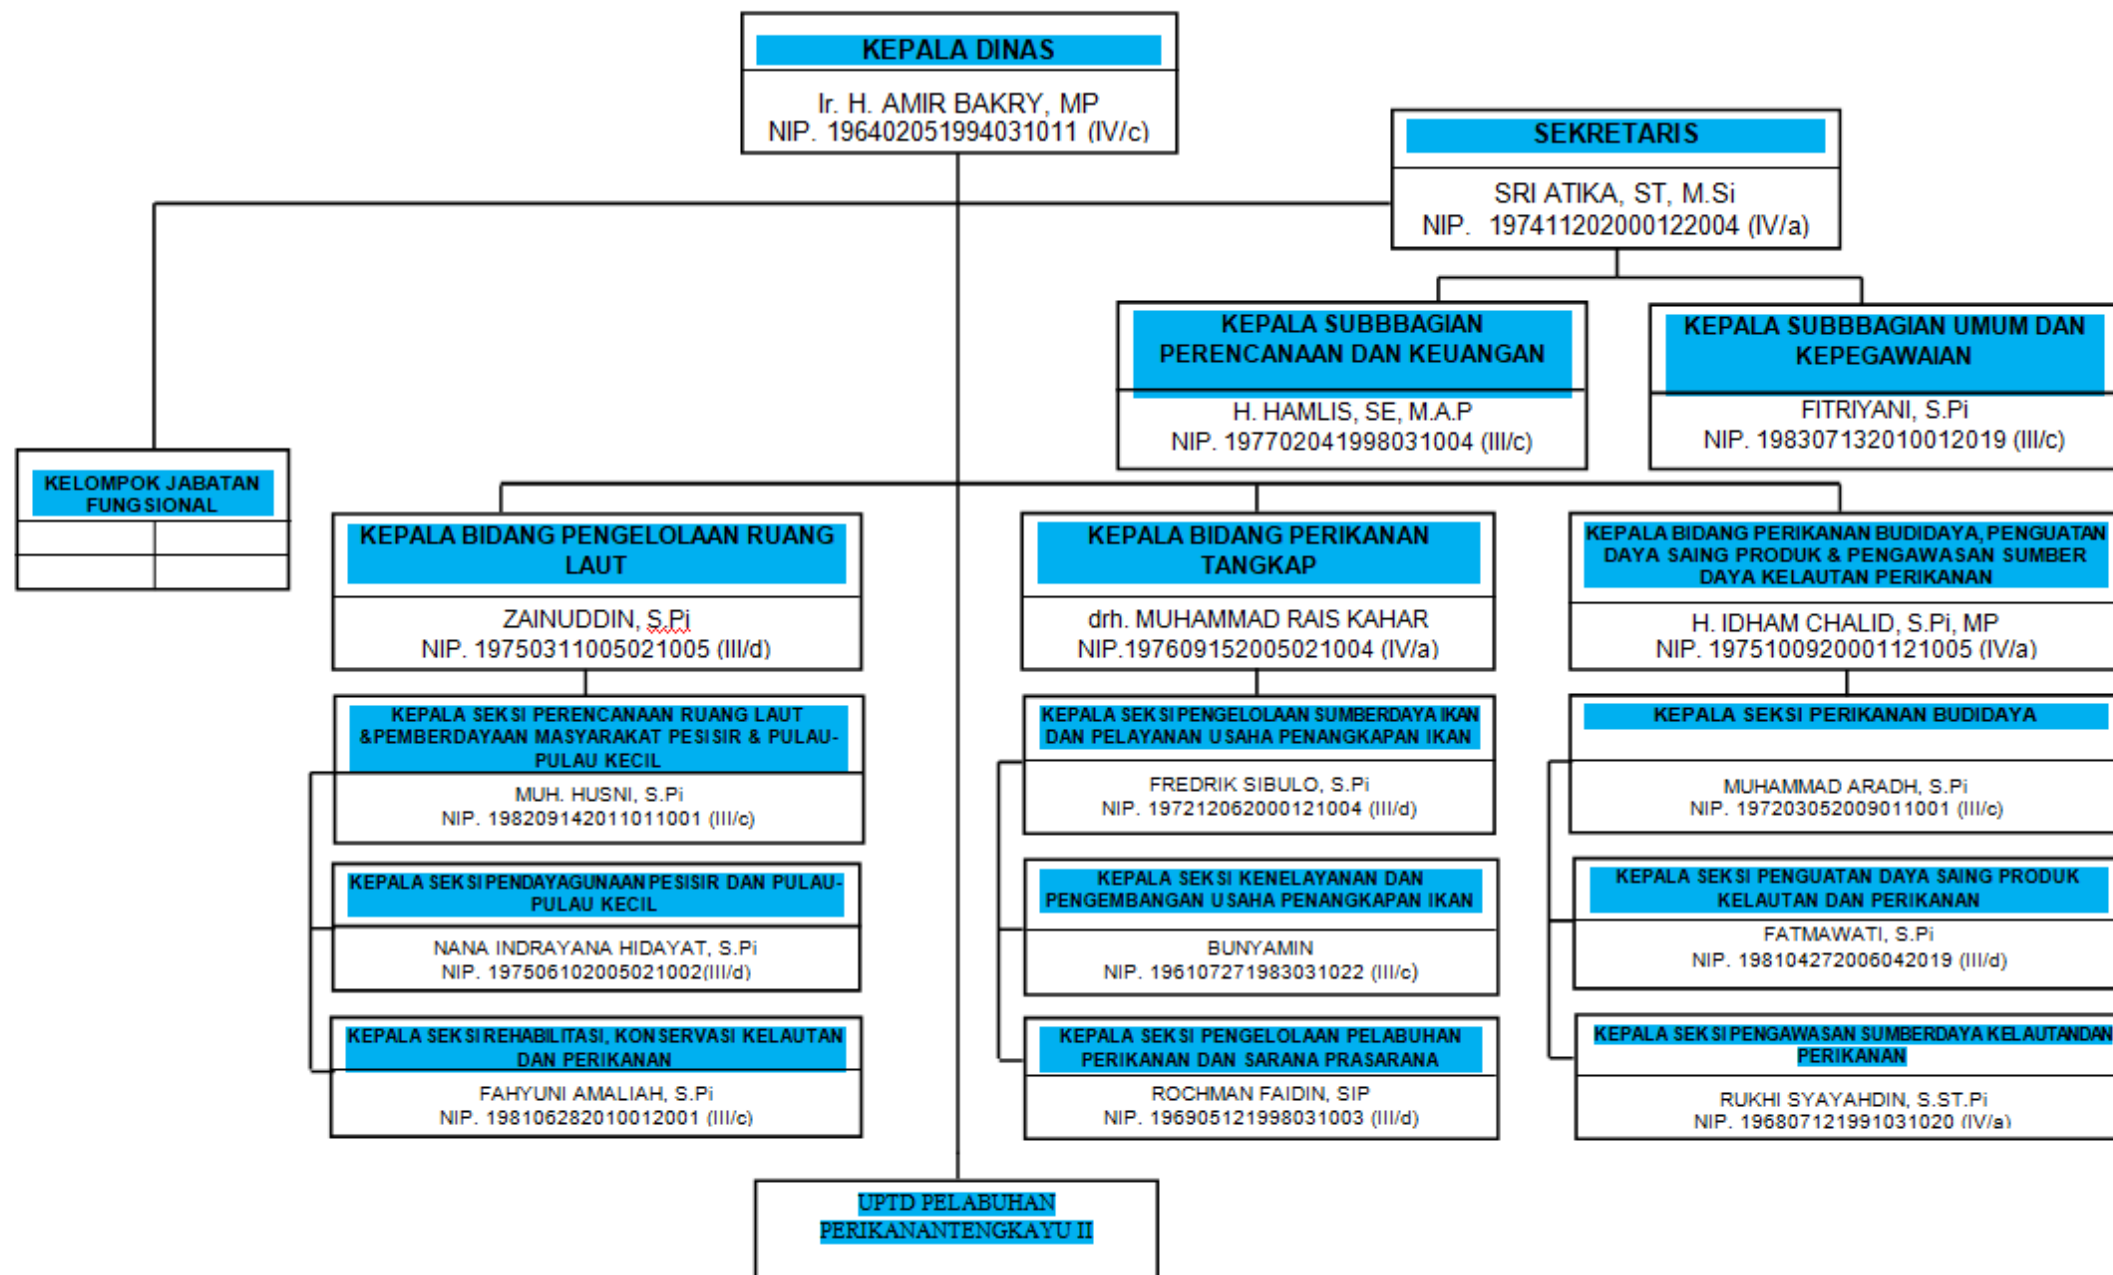 KEPALA DINAS
Ir. H. AMIR BAKRY, MP
NIP. 196402051994031011 (IV/c)
SEKRETARIS
SRI ATIKA, ST, M.Si
NIP. 197411202000122004 (IV/a)
KEPALA SUBBBAGIAN
PERENCANAAN DAN KEUANGAN
H. HAMLIS, SE, M.A.P
NIP. 197702041998031004 (III/c)
KEPALA SUBBBAGIAN UMUM DAN
KEPEGAWAIAN
FITRIYANI, S.Pi
NIP. 198307132010012019 (III/c)
KELOMPOK JABATAN
FUNGSIONAL
KEPALA BIDANG PENGELOLAAN RUANG
LAUT
ZAINUDDIN, S.Pi
NIP. 19750311005021005 (III/d)
KEPALA SEKSI PERENCANAAN RUANG LAUT
&PEMBERDAYAAN MASYARAKAT PESISIR & PULAU-
PULAU KECIL
MUH. HUSNI, S.Pi
NIP. 198209142011011001 (III/c)
KEPALA SEKSI PENDAYAGUNAAN PESISIR DAN PULAU-
PULAU KECIL
NANA INDRAYANA HIDAYAT, S.Pi
NIP. 197506102005021002(III/d)
KEPALA SEKSI REHABILITASI, KONSERVASI KELAUTAN
DAN PERIKANAN
FAHYUNI AMALIAH, S.Pi
NIP. 198106282010012001 (III/c)
KEPALA BIDANG PERIKANAN
TANGKAP
drh. MUHAMMAD RAIS KAHAR
NIP.197609152005021004 (IV/a)
KEPALA SEKSI PENGELOLAAN SUMBERDAYA IKAN
DAN PELAYANAN USAHA PENANGKAPAN IKAN
FREDRIK SIBULO, S.Pi
NIP. 197212062000121004 (III/d)
KEPALA SEKSI KENELAYANAN DAN
PENGEMBANGAN USAHA PENANGKAPAN IKAN
BUNYAMIN
NIP. 196107271983031022 (III/c)
KEPALA SEKSI PENGELOLAAN PELABUHAN
PERIKANAN DAN SARANA PRASARANA
ROCHMAN FAIDIN, SIP
NIP. 196905121998031003 (III/d)
KEPALA BIDANG PERIKANAN BUDIDAYA, PENGUATAN
DAYA SAING PRODUK & PENGAWASAN SUMBER
DAYA KELAUTAN PERIKANAN
H. IDHAM CHALID, S.Pi, MP
NIP. 1975100920001121005 (IV/a)
KEPALA SEKSI PERIKANAN BUDIDAYA
MUHAMMAD ARADH, S.Pi
NIP. 197203052009011001 (III/c)
KEPALA SEKSI PENGUATAN DAYA SAING PRODUK
KELAUTAN DAN PERIKANAN
FATMAWATI, S.Pi
NIP. 198104272006042019 (III/d)
KEPALA SEKSI PENGAWASAN SUMBERDAYA KELAUTANDAN
PERIKANAN
RUKHI SYAYAHDIN, S.ST.Pi
NIP. 196807121991031020 (IV/a)
UPTD PELABUHAN
PERIKANANTENGKAYU II